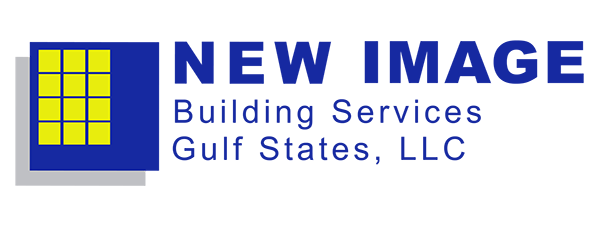 NEW IMAGE
Building Services
Gulf States, LLC